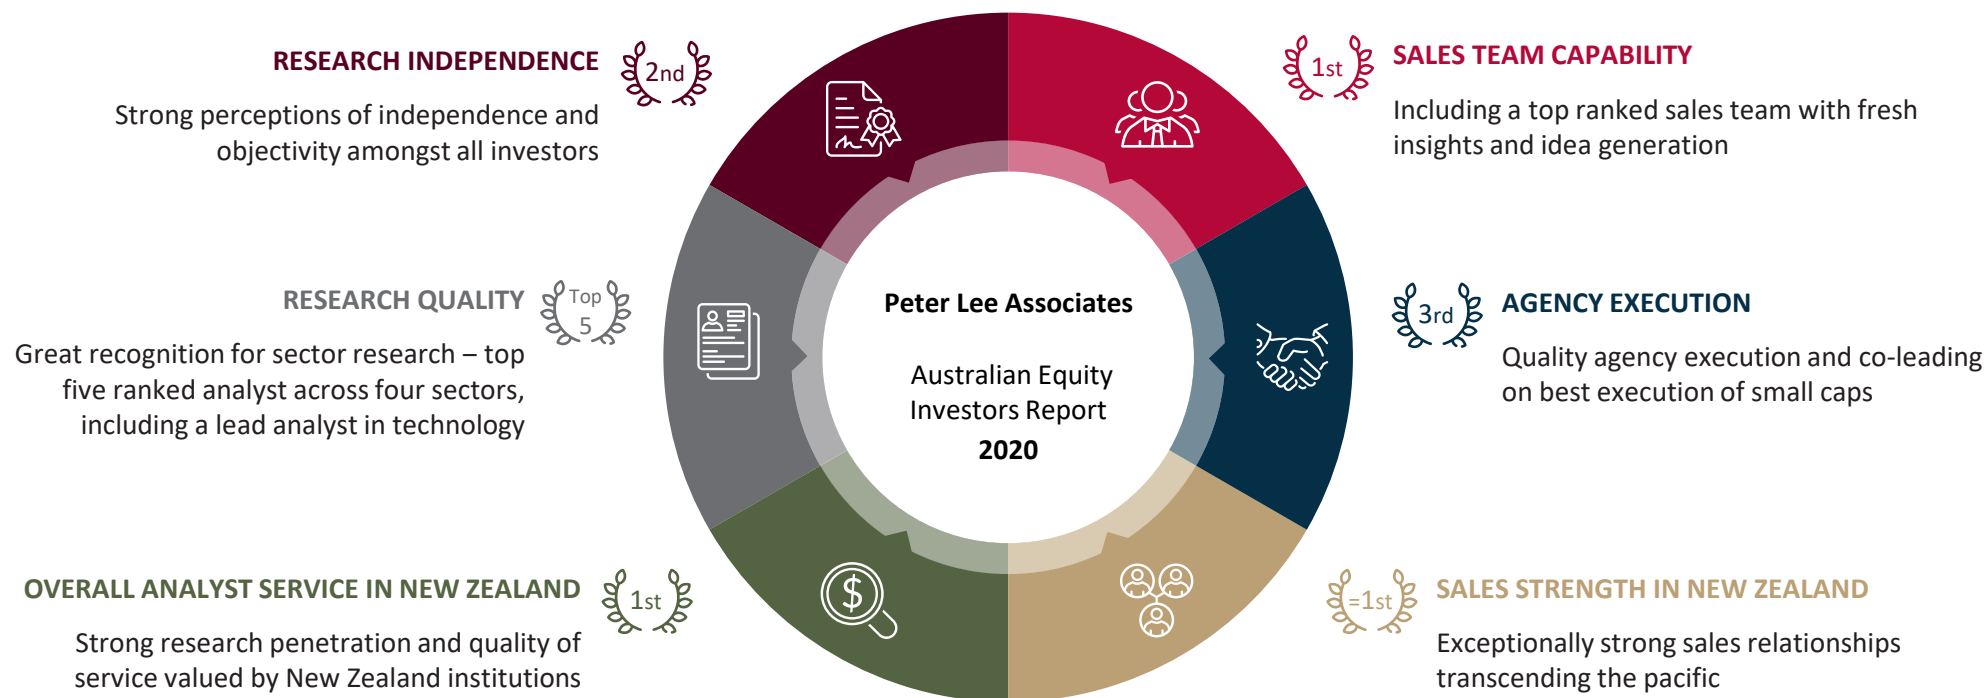 RESEARCH INDEPENDENCE
2nd
Strong perceptions of independence and
objectivity amongst all investors
1st
SALES TEAM CAPABILITY
Including a top ranked sales team with fresh
insights and idea generation
RESEARCH QUALITY
Top
5
Great recognition for sector research – top
five ranked analyst across four sectors,
including a lead analyst in technology
Peter Lee Associates
Australian Equity
Investors Report
2020
3rd
AGENCY EXECUTION
Quality agency execution and co-leading
on best execution of small caps
OVERALL ANALYST SERVICE IN NEW ZEALAND
1st
Strong research penetration and quality of
service valued by New Zealand institutions
$
=1st
SALES STRENGTH IN NEW ZEALAND
Exceptionally strong sales relationships
transcending the pacific